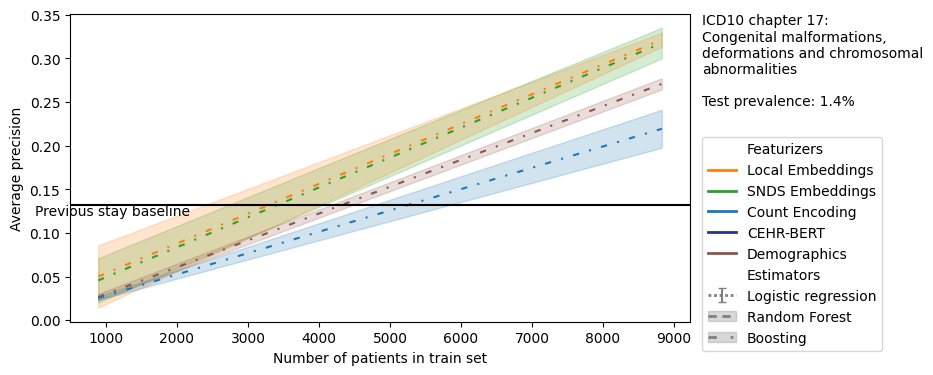 0.35
0.30
0.25
0.20
0.15
0.10
0.05
0.00
Average precision
Previous stay baseline
1000 2000 3000 4000 5000 6000 7000 8000 9000
Number of patients in train set
ICD10 chapter 17:
Congenital malformations,
deformations and chromosomal
abnormalities
Test prevalence: 1.4%
Featurizers
Local Embeddings
SNDS Embeddings
Count Encoding
CEHR-BERT
Demographics
Estimators
Logistic regression
Random Forest
Boosting